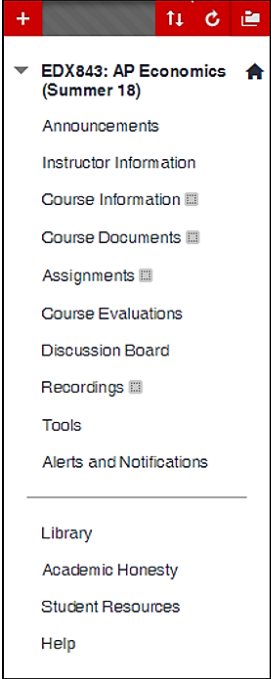 EDX843: AP Economics
(Summer 18)
Announcements
Instructor Information
Course Information
Course Documents
Assignments
Course Evaluations
Discussion Board
Recordings
Tools
Alerts and Notifications
Library
Academic Honesty
Student Resources
Help